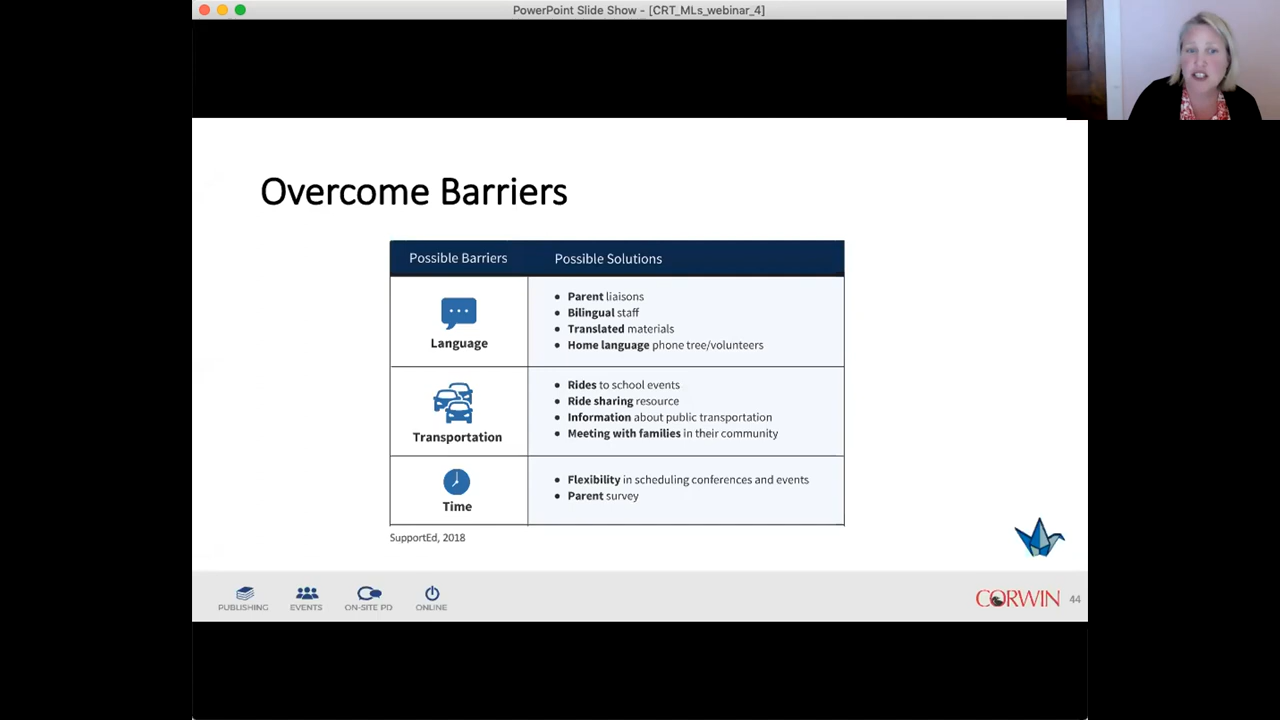 PowerPoint Slide Show - [CRT_MLs_webinar_4]
Overcome Barriers
Possible Barriers
Possible Solutions
Language
• Parent liaisons
• Bilingual staff
• Translated materials
• Home language phone tree/volunteers
Transportation
• Rides to school events
• Ride sharing resource
• Information about public transportation
• Meeting with families in their community
Time
• Flexibility in scheduling conferences and events
• Parent survey
SupportEd, 2018
PUBLISHING
EVENTS
ON-SITE PD
ONLINE
CORWIN
44